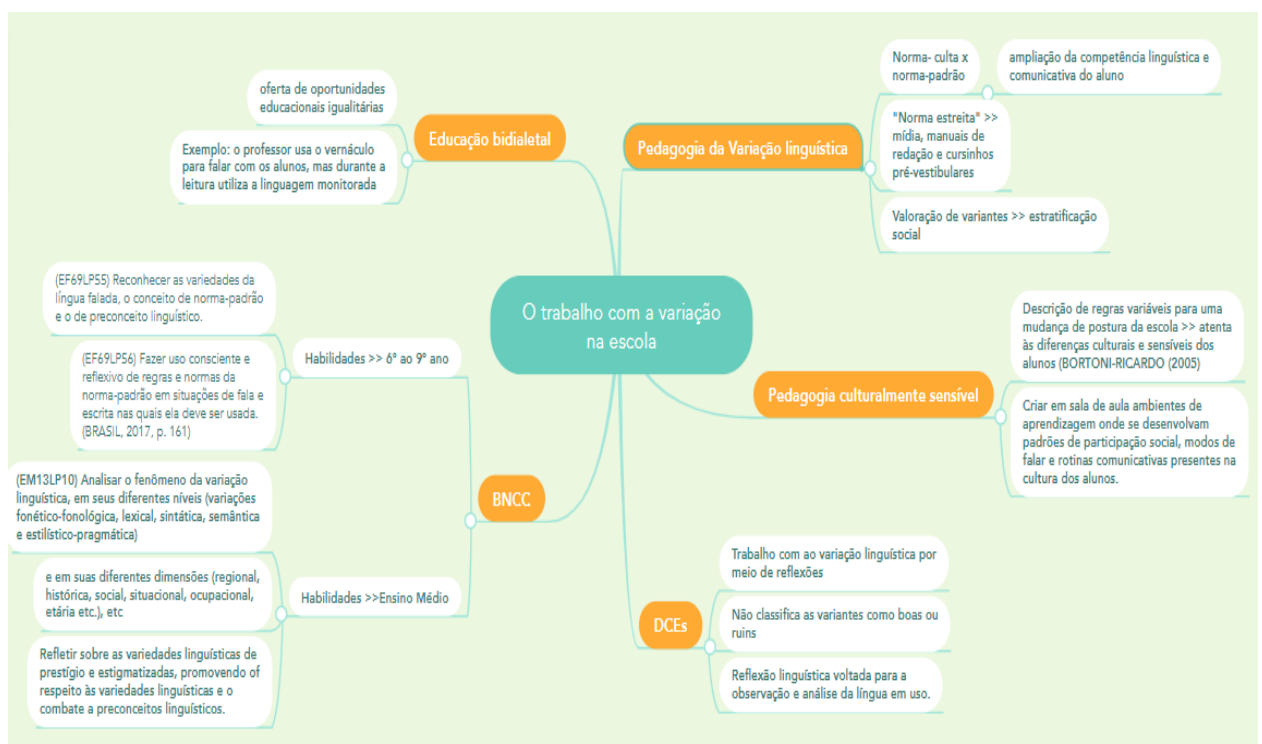 O trabalho com a variação
na escola
Educação bidialetal
oferta de oportunidades
educacionais igualitárias
Exemplo: o professor usa o vernáculo
para falar com os alunos, mas durante a
leitura utiliza a linguagem monitorada
Pedagogia da Variação linguística
Norma- culta x
norma-padrão
ampliação da competência linguística e
comunicativa do aluno
"Norma estreita" >>
mídia, manuais de
redação e cursinhos
pré-vestibulares
Valoração de variantes >> estratificação
social
Pedagogia culturalmente sensível
Descrição de regras variáveis para uma
mudança de postura da escola >> atenta
às diferenças culturais e sensíveis dos
alunos (BORTONI-RICARDO (2005)
Criar em sala de aula ambientes de
aprendizagem onde se desenvolvam
padrões de participação social, modos de
falar e rotinas comunicativas presentes na
cultura dos alunos.
DCEs
Trabalho com ao variação linguística por
meio de reflexões
Não classifica as variantes como boas ou
ruins
Reflexão linguística voltada para a
observação e análise da língua em uso.
BNCC
Habilidades >> 6º ao 9º ano
(EF69LP55) Reconhecer as variedades da
língua falada, o conceito de norma-padrão
e o de preconceito linguístico.
(EF69LP56) Fazer uso consciente e
reflexivo de regras e normas da
norma-padrão em situações de fala e
escrita nas quais ela deve ser usada.
(BRASIL, 2017, p. 161)
Habilidades >>Ensino Médio
(EM13LP10) Analisar o fenômeno da variação
linguística, em seus diferentes níveis (variações
fonético-fonológica, lexical, sintática, semântica
e estilístico-pragmática)
e em suas diferentes dimensões (regional,
histórica, social, situacional, ocupacional,
etária etc.), etc
Refletir sobre as variedades linguísticas de
prestígio e estigmatizadas, promovendo of
respeito às variedades linguísticas e o
combate a preconceitos linguísticos.